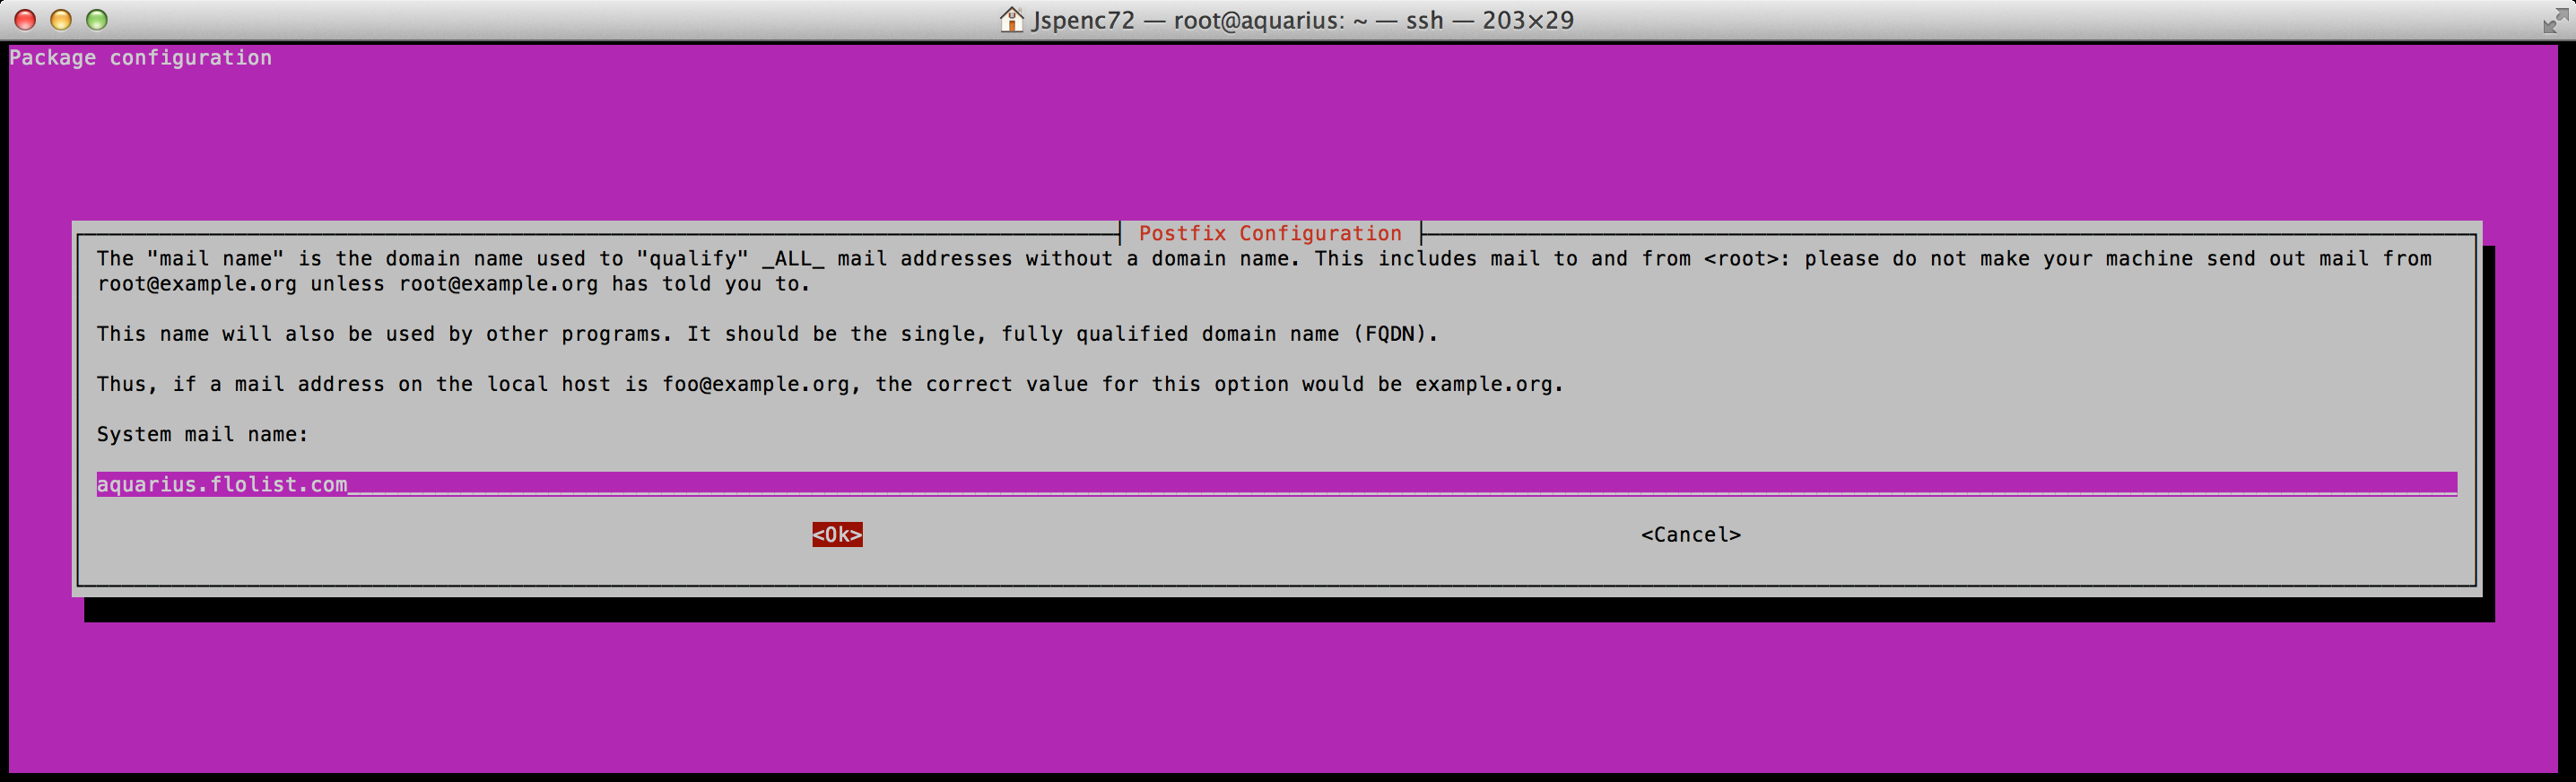 Jspenc72 — root@aquarius: ~ — ssh — 203×29
Package configuration
Postfix Configuration
The "mail name" is the domain name used to "qualify" _ALL_ mail addresses without a domain name. This includes mail to and from <root>: please do not make your machine send out mail from
root@example.org unless root@example.org has told you to.
This name will also be used by other programs. It should be the single, fully qualified domain name (FQDN).
Thus, if a mail address on the local host is foo@example.org, the correct value for this option would be example.org.
System mail name:
aquarius.flolist.com
<Ok> <Cancel>